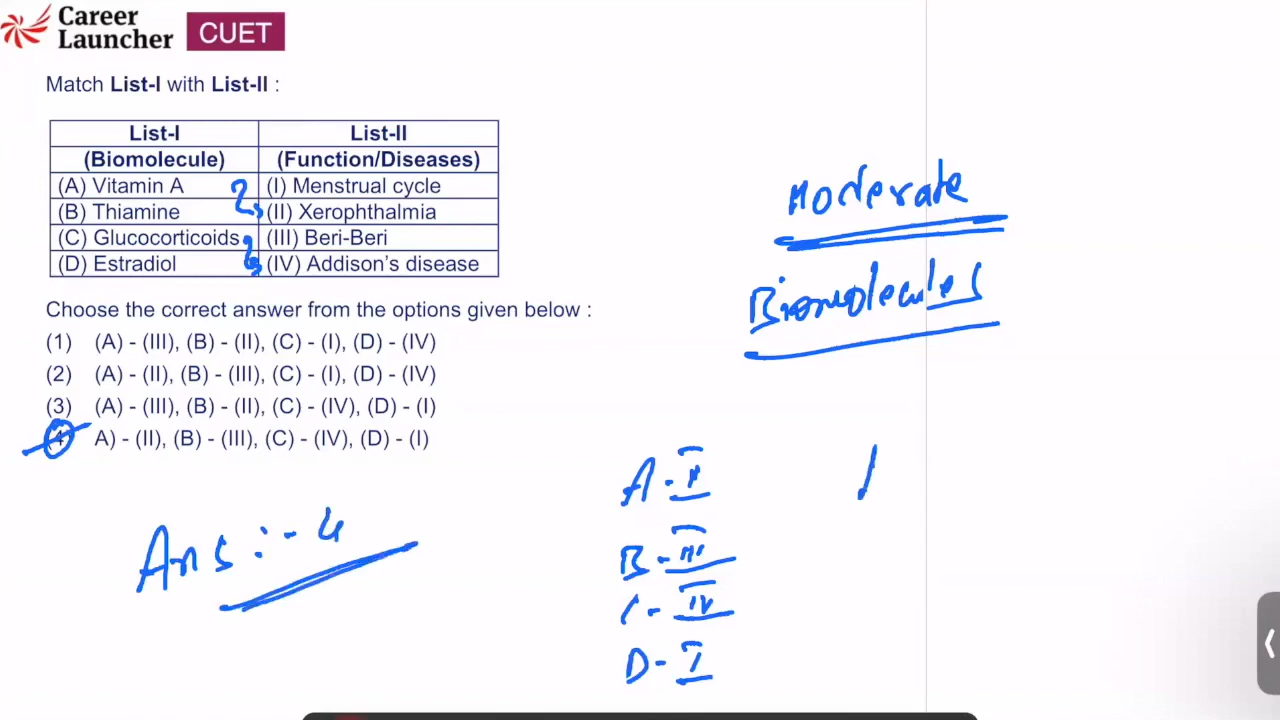 Career
Launcher
CUET
Match List-I with List-II :
List-I List-II
(Biomolecule) (Function/Diseases)
(A) Vitamin A (I) Menstrual cycle
(B) Thiamine (II) Xerophthalmia
(C) Glucocorticoids (III) Beri-Beri
(D) Estradiol (IV) Addison's disease
Choose the correct answer from the options given below :
(1) (A) - (III), (B) - (II), (C) - (I), (D) - (IV)
(2) (A) - (II), (B) - (III), (C) - (I), (D) - (IV)
(3) (A) - (III), (B) - (II), (C) - (IV), (D) - (I)
(4) A) - (II), (B) - (III), (C) - (IV), (D) - (I)
Ans :- 4
Moderate
Biomolecules
A - II
B - III
C - IV
D - I